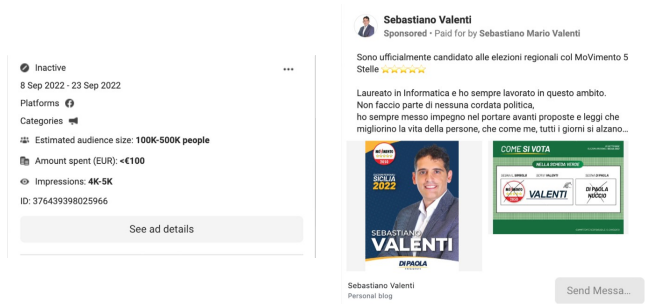 Inactive
8 Sep 2022 - 23 Sep 2022
Platforms
Categories
Estimated audience size: 100K-500K people
Amount spent (EUR): <€100
Impressions: 4K-5K
ID: 376439398025966
See ad details
Sebastiano Valenti
Sponsored • Paid for by Sebastiano Mario Valenti
Sono ufficialmente candidato alle elezioni regionali col MoVimento 5
Stelle ⭐⭐⭐⭐⭐
Laureato in Informatica e ho sempre lavorato in questo ambito.
Non faccio parte di nessuna cordata politica,
ho sempre messo impegno nel portare avanti proposte e leggi che
migliorino la vita della persone, che come me, tutti i giorni si alzano...
SICILIA
2022
SEBASTIANO
VALENTI
DI PAOLA
COME SI VOTA
NELLA SCHEDA VERDE
VALENTI
DI PAOLA
NUCCIO
Sebastiano Valenti
Personal blog
Send Messa...